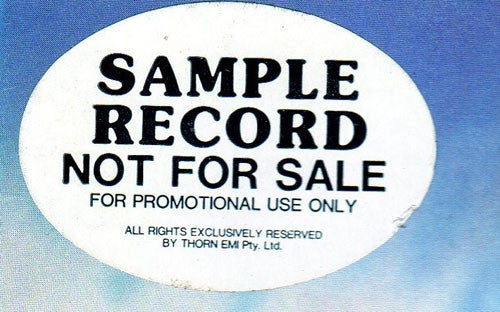 SAMPLE
RECORD
NOT FOR SALE
FOR PROMOTIONAL USE ONLY
ALL RIGHTS EXCLUSIVELY RESERVED
BY THORN EMI Pty. Ltd.